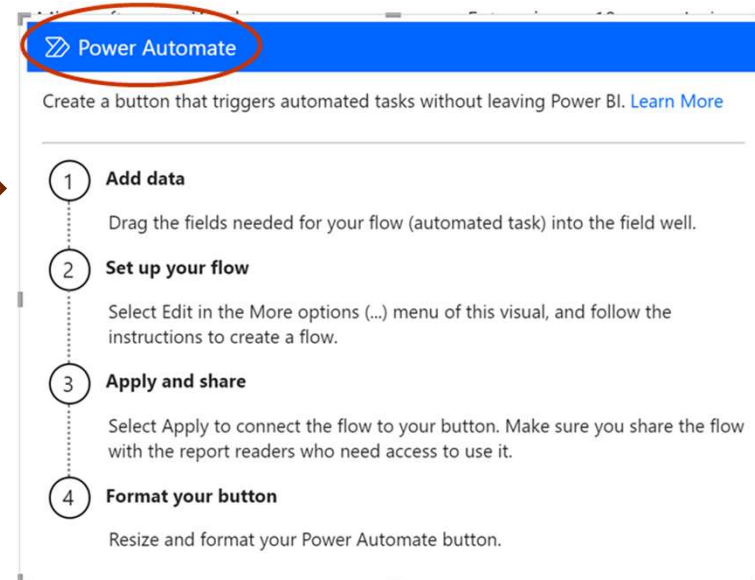 Power Automate
Create a button that triggers automated tasks without leaving Power BI. Learn More
1 Add data
Drag the fields needed for your flow (automated task) into the field well.
2 Set up your flow
Select Edit in the More options (...) menu of this visual, and follow the
instructions to create a flow.
3 Apply and share
Select Apply to connect the flow to your button. Make sure you share the flow
with the report readers who need access to use it.
4 Format your button
Resize and format your Power Automate button.